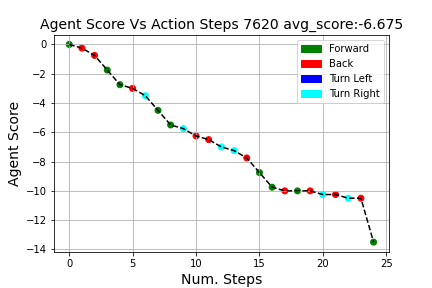 Agent Score Vs Action Steps 7620 avg_score:-6.675
0
−2
−4
−6
−8
−10
−12
−14
Agent Score
Forward
Back
Turn Left
Turn Right
0 5 10 15 20 25
Num. Steps